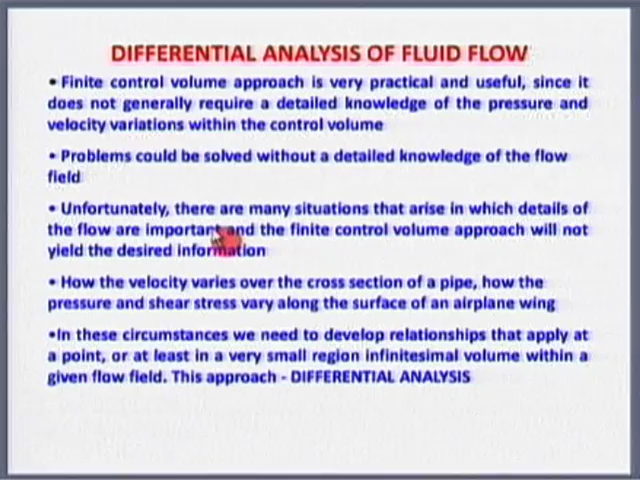 DIFFERENTIAL ANALYSIS OF FLUID FLOW
• Finite control volume approach is very practical and useful, since it
does not generally require a detailed knowledge of the pressure and
velocity variations within the control volume
• Problems could be solved without a detailed knowledge of the flow
field
• Unfortunately, there are many situations that arise in which details of
the flow are important and the finite control volume approach will not
yield the desired information
• How the velocity varies over the cross section of a pipe, how the
pressure and shear stress vary along the surface of an airplane wing
•In these circumstances we need to develop relationships that apply at
a point, or at least in a very small region infinitesimal volume within a
given flow field. This approach - DIFFERENTIAL ANALYSIS